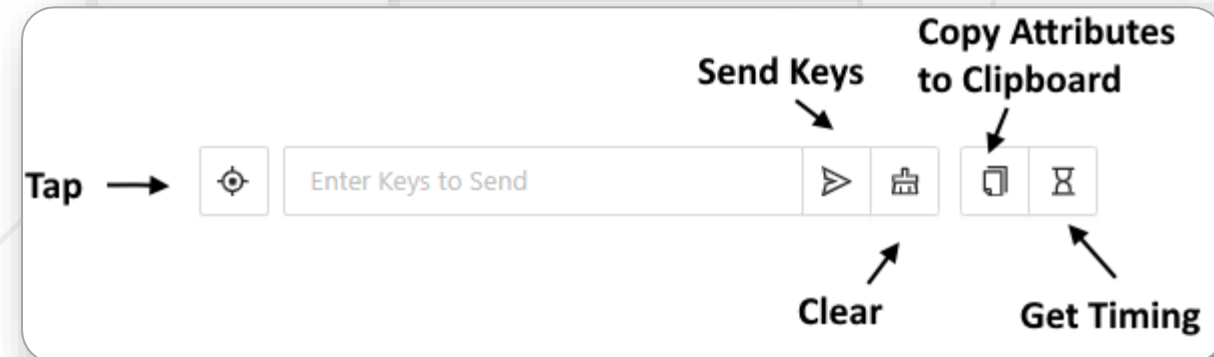 Copy Attributes
to Clipboard
Send Keys
Tap
Enter Keys to Send
Clear
Get Timing